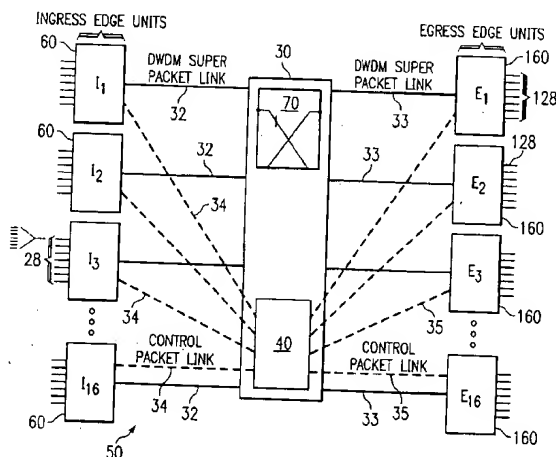 INGRESS EDGE UNITS
EGRESS EDGE UNITS
60
30
160
DWDM SUPER
PACKET LINK
DWDM SUPER
PACKET LINK
I1
70
E1
128
32
33
60
128
I2
32
33
E2
34
160
I3
28
E3
34
35
160
40
CONTROL
PACKET LINK
CONTROL
PACKET LINK
I16
E16
34
32
33
35
60
50
160